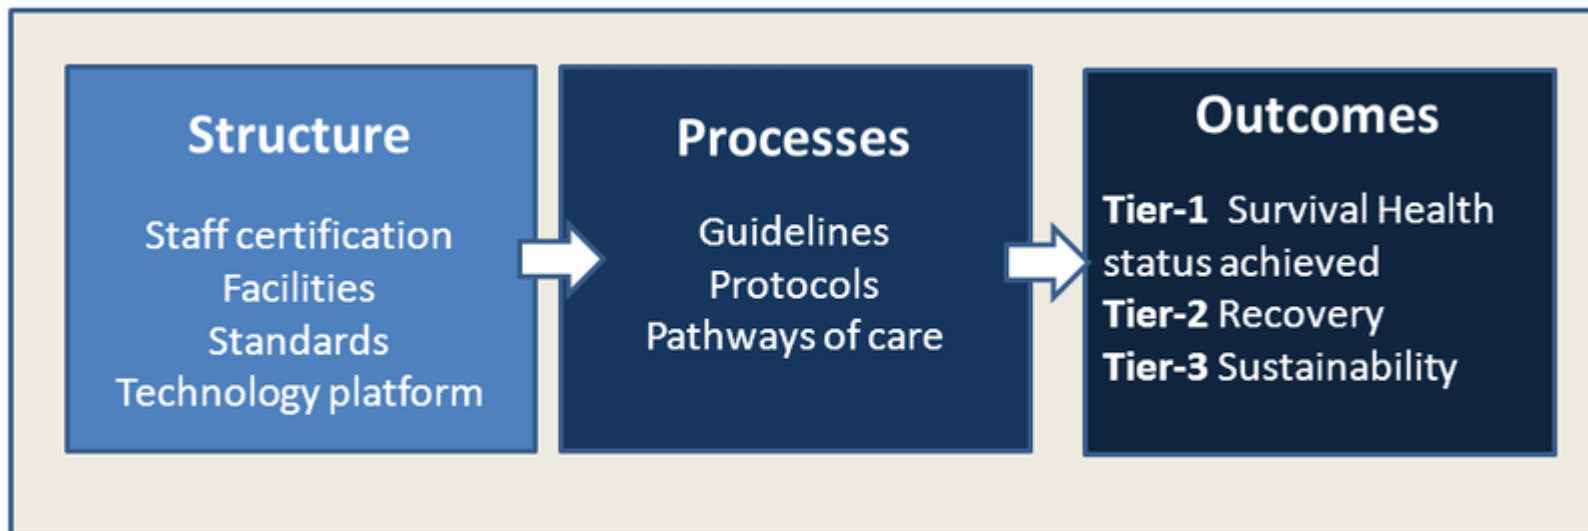 Structure
Staff certification
Facilities
Standards
Technology platform
Processes
Guidelines
Protocols
Pathways of care
Outcomes
Tier-1 Survival Health
status achieved
Tier-2 Recovery
Tier-3 Sustainability